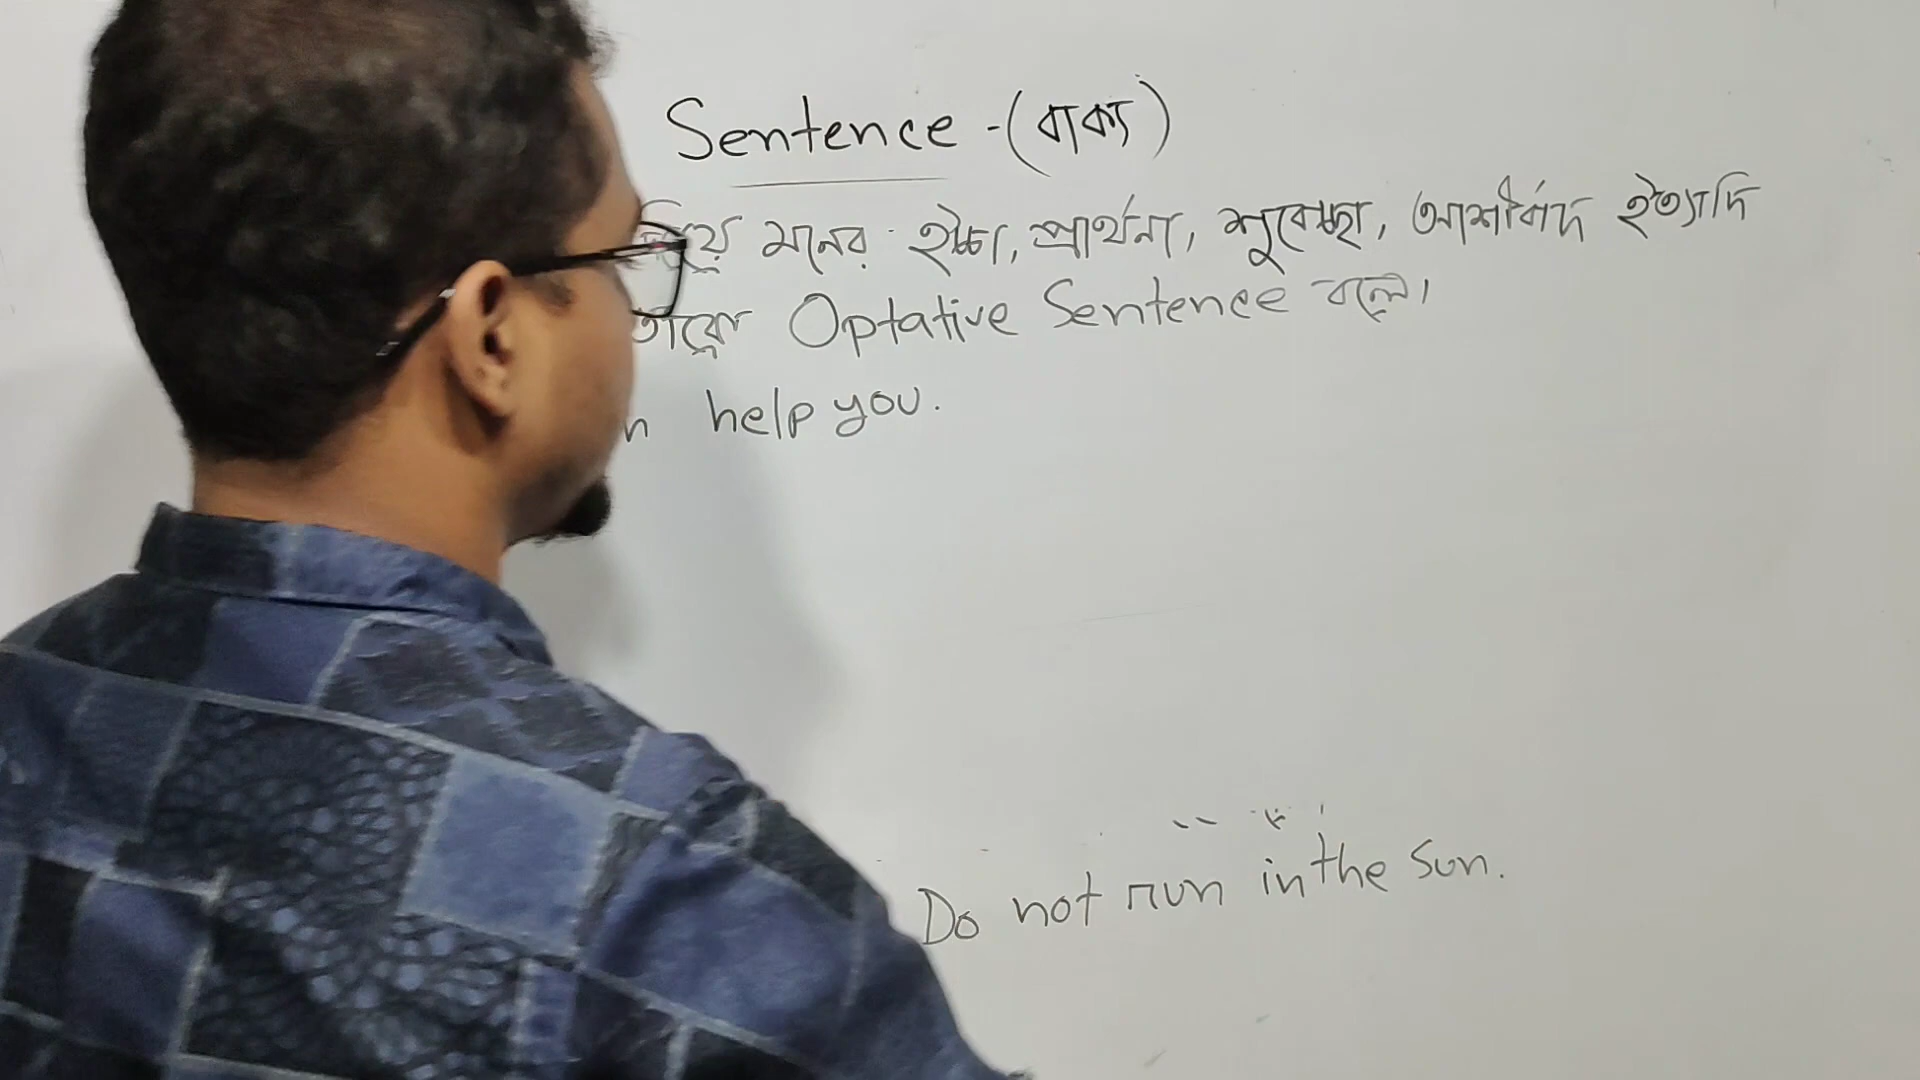 Sentence - (বাক্য)
দিয়ে মনের ইচ্ছা, প্রার্থনা, শুবেচ্ছা, আশীর্বাদ ইত্যাদি
তাকে Optative Sentence বলে।
help you.
Do not run in the sun.